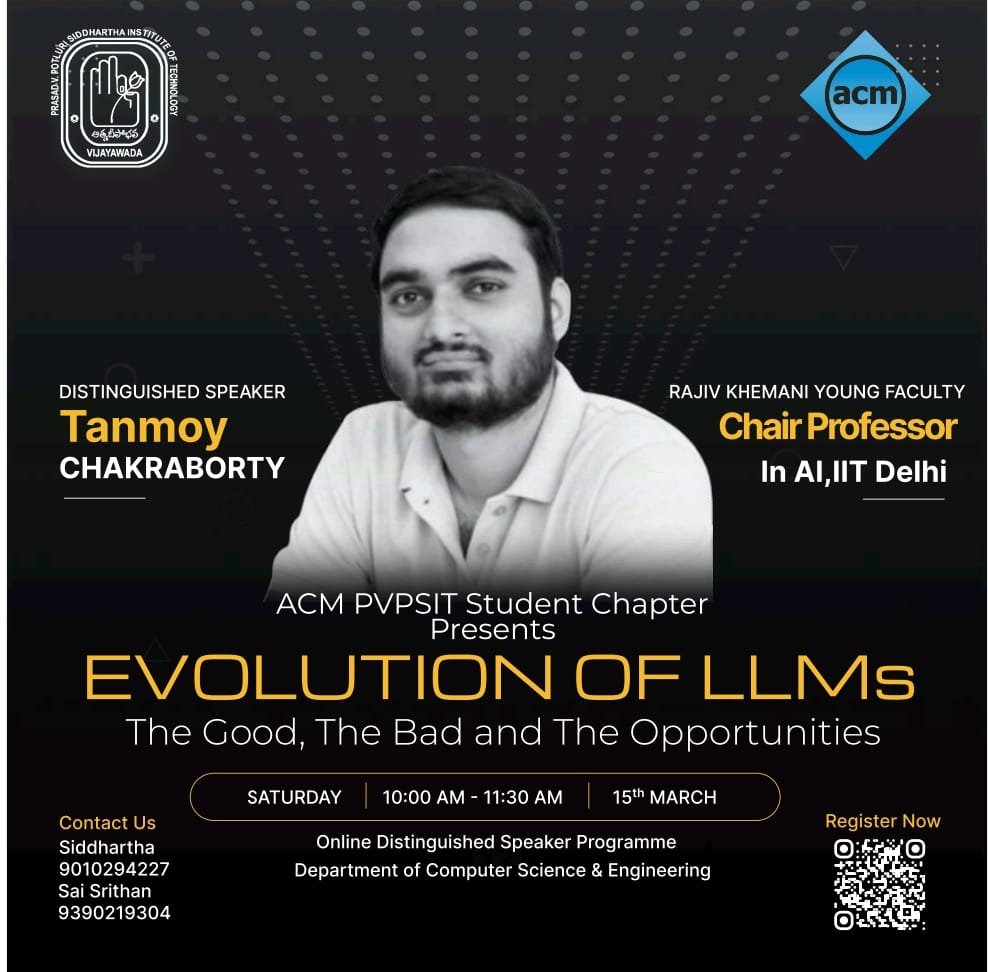 PRASAD V. POTLURI SIDDHARTHA INSTITUTE OF TECHNOLOGY
ఆత్మదీపోభవ
VIJAYAWADA
acm
DISTINGUISHED SPEAKER
Tanmoy
CHAKRABORTY
RAJIV KHEMANI YOUNG FACULTY
Chair Professor
In AI,IIT Delhi
ACM PVPSIT Student Chapter
Presents
EVOLUTION OF LLMs
The Good, The Bad and The Opportunities
SATURDAY 10:00 AM - 11:30 AM 15th MARCH
Contact Us
Siddhartha
9010294227
Sai Srithan
9390219304
Online Distinguished Speaker Programme
Department of Computer Science & Engineering
Register Now